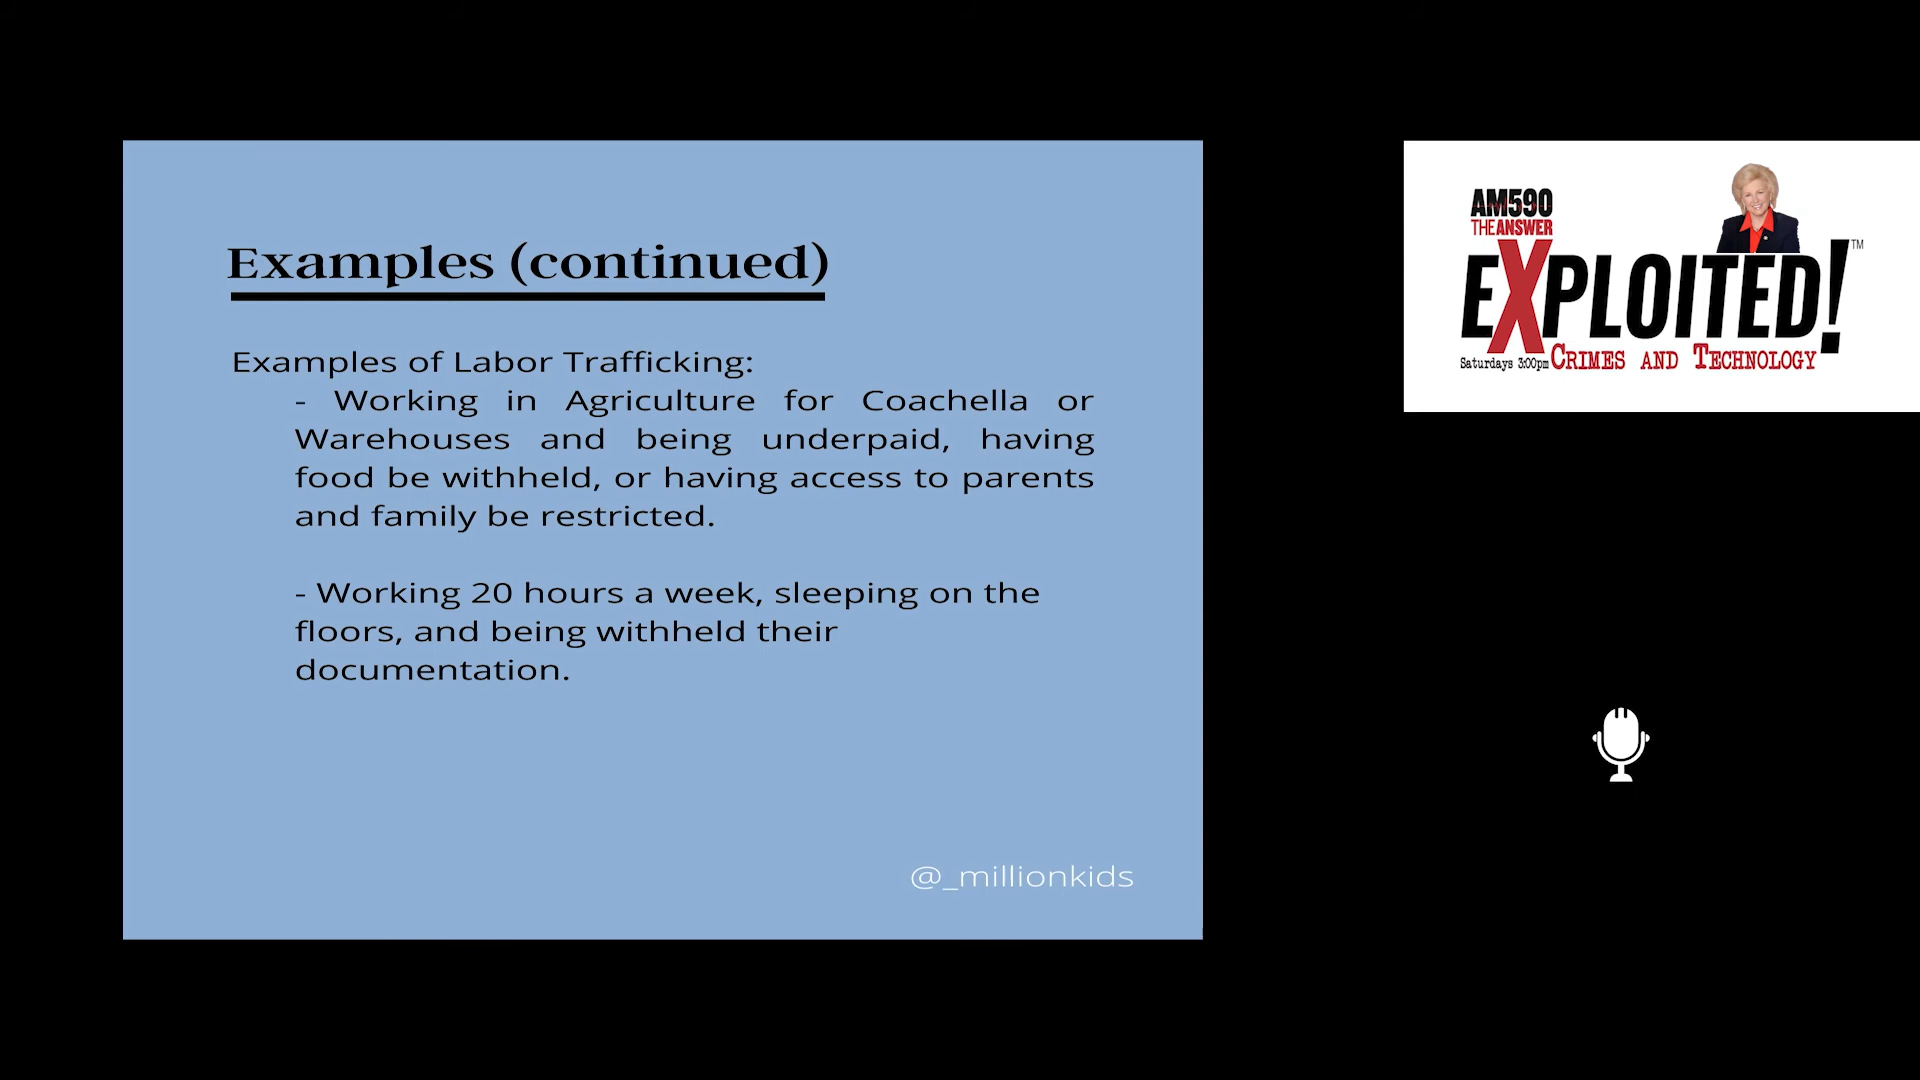 Examples (continued)
Examples of Labor Trafficking:
- Working in Agriculture for Coachella or
Warehouses and being underpaid, having
food be withheld, or having access to parents
and family be restricted.
- Working 20 hours a week, sleeping on the
floors, and being withheld their
documentation.
@_millionkids
AM590
THE ANSWER
EXPLOITED!™
Saturdays 3:00pm CRIMES AND TECHNOLOGY